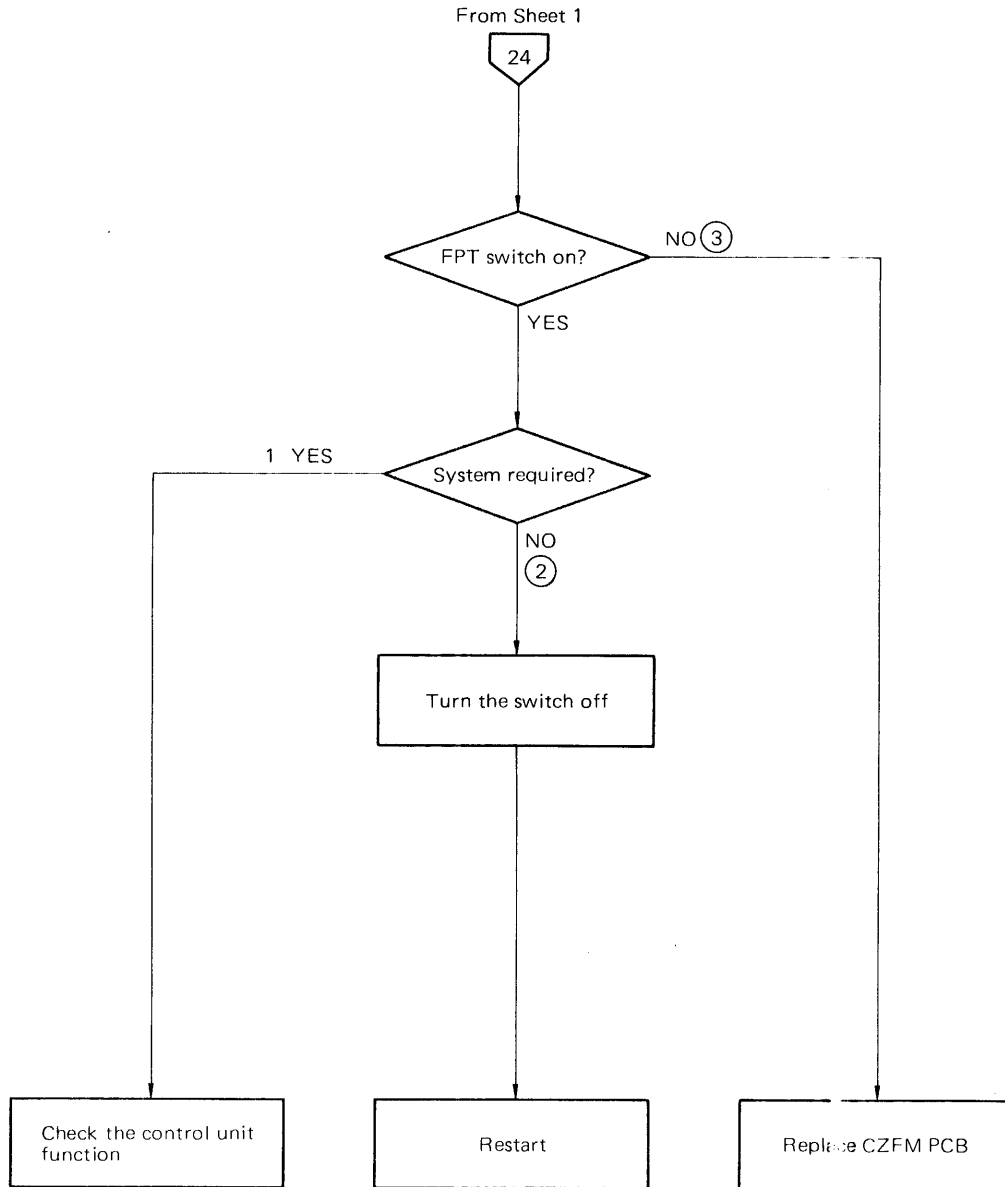 From Sheet 1
24
FPT switch on?
NO ③
YES
System required?
1 YES
NO
②
Turn the switch off
Check the control unit
function
Restart
Replace CZFM PCB